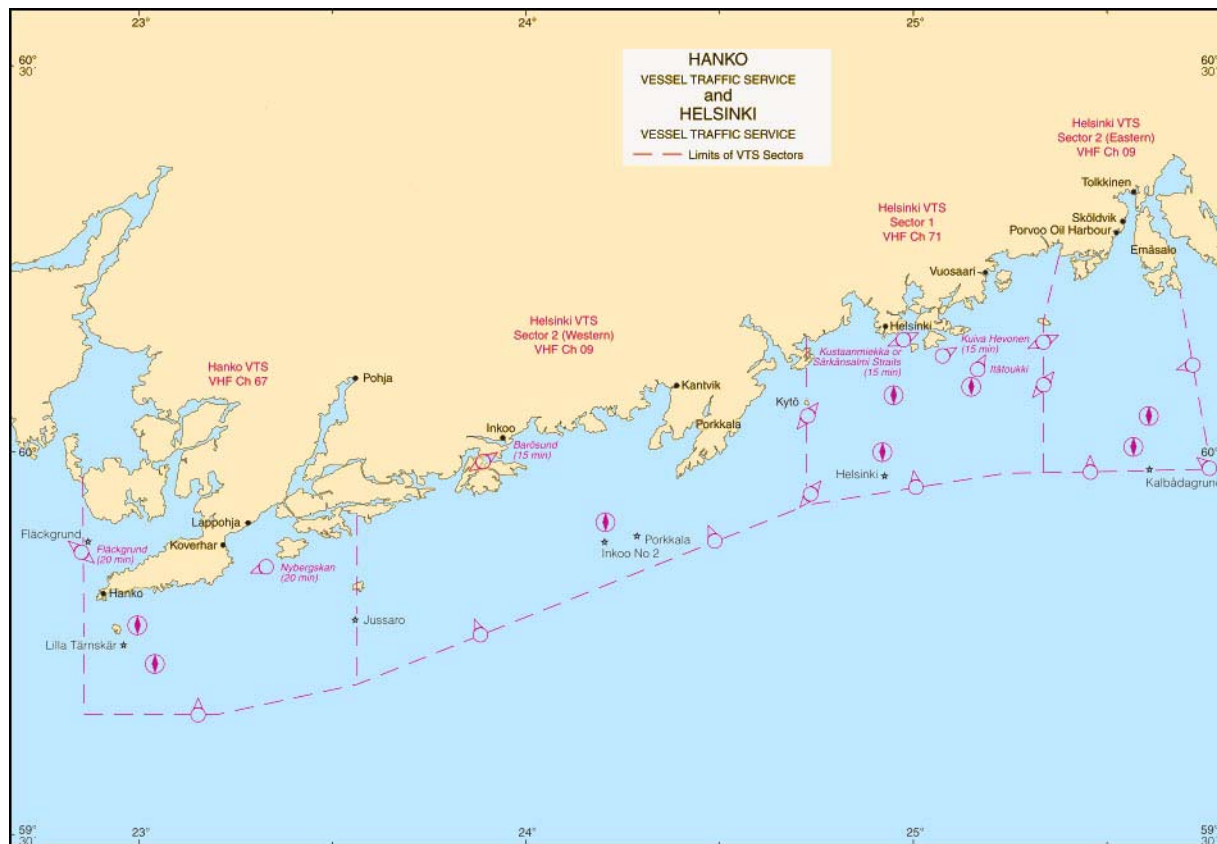 23°
24°
25°
60°
30´
60°
30´
HANKO
VESSEL TRAFFIC SERVICE
and
HELSINKI
VESSEL TRAFFIC SERVICE
Limits of VTS Sectors
Helsinki VTS
Sector 2 (Eastern)
VHF Ch 09
Tolkkinen
Sköldvik
Porvoo Oil Harbour
Emäsalo
Helsinki VTS
Sector 1
VHF Ch 71
Vuosaari
Helsinki
Helsinki VTS
Sector 2 (Western)
VHF Ch 09
Kustaanmiekka or
Särkänsalmi Straits
(15 min)
Kuiva Hevonen
(15 min)
Itätoukki
Hanko VTS
VHF Ch 67
Pohja
Kantvik
Kytö
Porkkala
Inkoo
Barösund
(15 min)
60°
60°
Helsinki
Kalbådagrund
Lappohja
Fläckgrund
Koverhar
Fläckgrund
(20 min)
Nybergskan
(20 min)
Porkkala
Inkoo No 2
Hanko
Jussaro
Lilla Tärnskär
59°
30´
59°
30´
23°
24°
25°